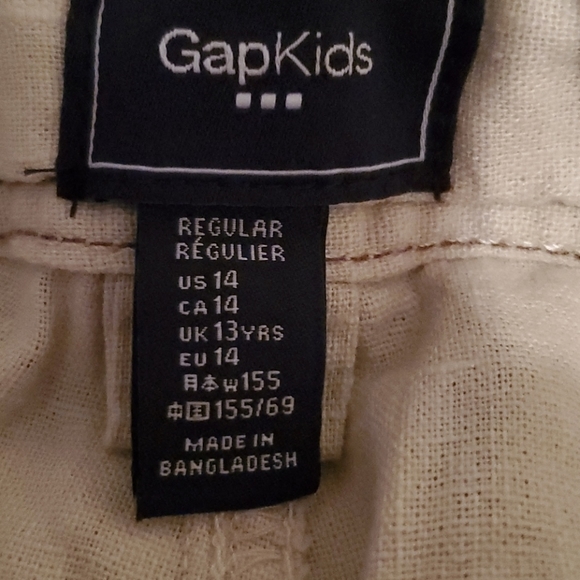 GapKids
REGULAR
RÉGULIER
US 14
CA 14
UK 13YRS
EU 14
日本 W155
中国 155/69
MADE IN
BANGLADESH